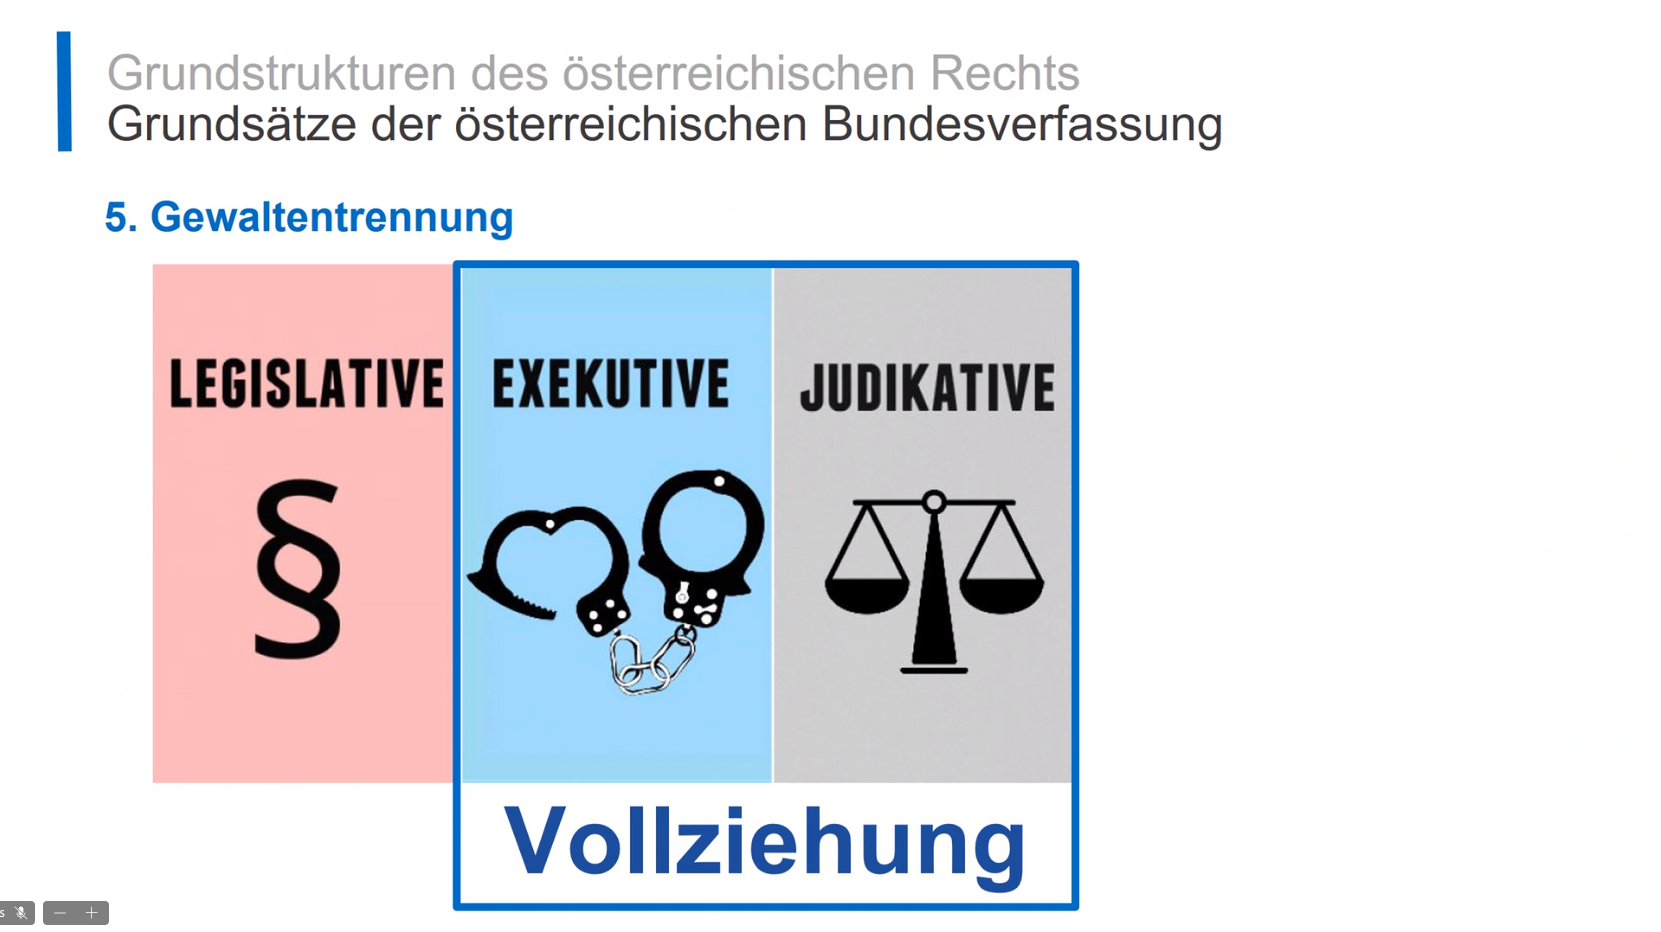 Grundstrukturen des österreichischen Rechts
Grundsätze der österreichischen Bundesverfassung
5. Gewaltentrennung
LEGISLATIVE
EXEKUTIVE
JUDIKATIVE
§
Vollziehung
s